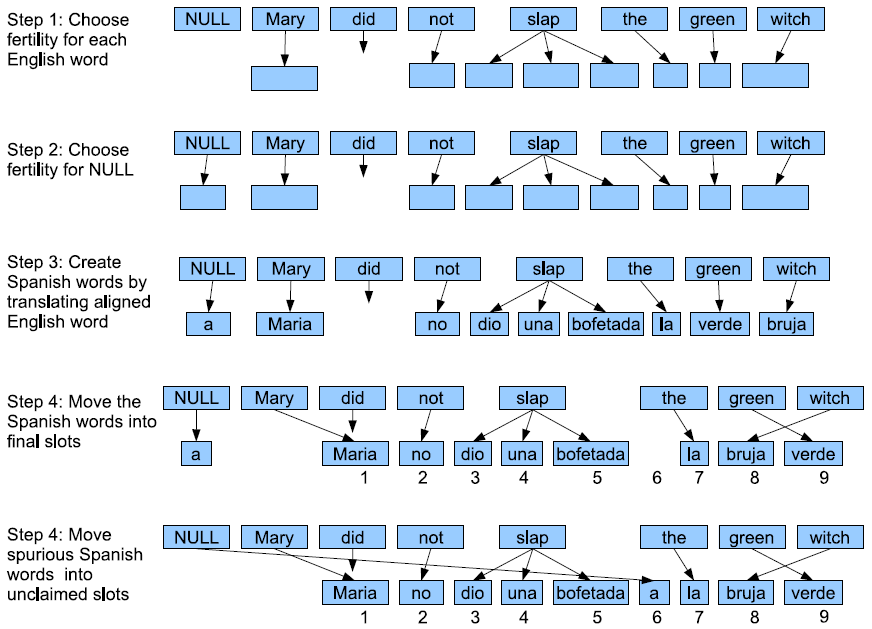 Step 1: Choose
fertility for each
English word
NULL Mary did not slap the green witch
Step 2: Choose
fertility for NULL
NULL Mary did not slap the green witch
Step 3: Create
Spanish words by
translating aligned
English word
NULL Mary did not slap the green witch
a Maria no dio una bofetada la verde bruja
Step 4: Move the
Spanish words into
final slots
NULL Mary did not slap the green witch
a Maria no dio una bofetada la bruja verde
1 2 3 4 5 6 7 8 9
Step 4: Move
spurious Spanish
words into
unclaimed slots
NULL Mary did not slap the green witch
Maria no dio una bofetada a la bruja verde
1 2 3 4 5 6 7 8 9